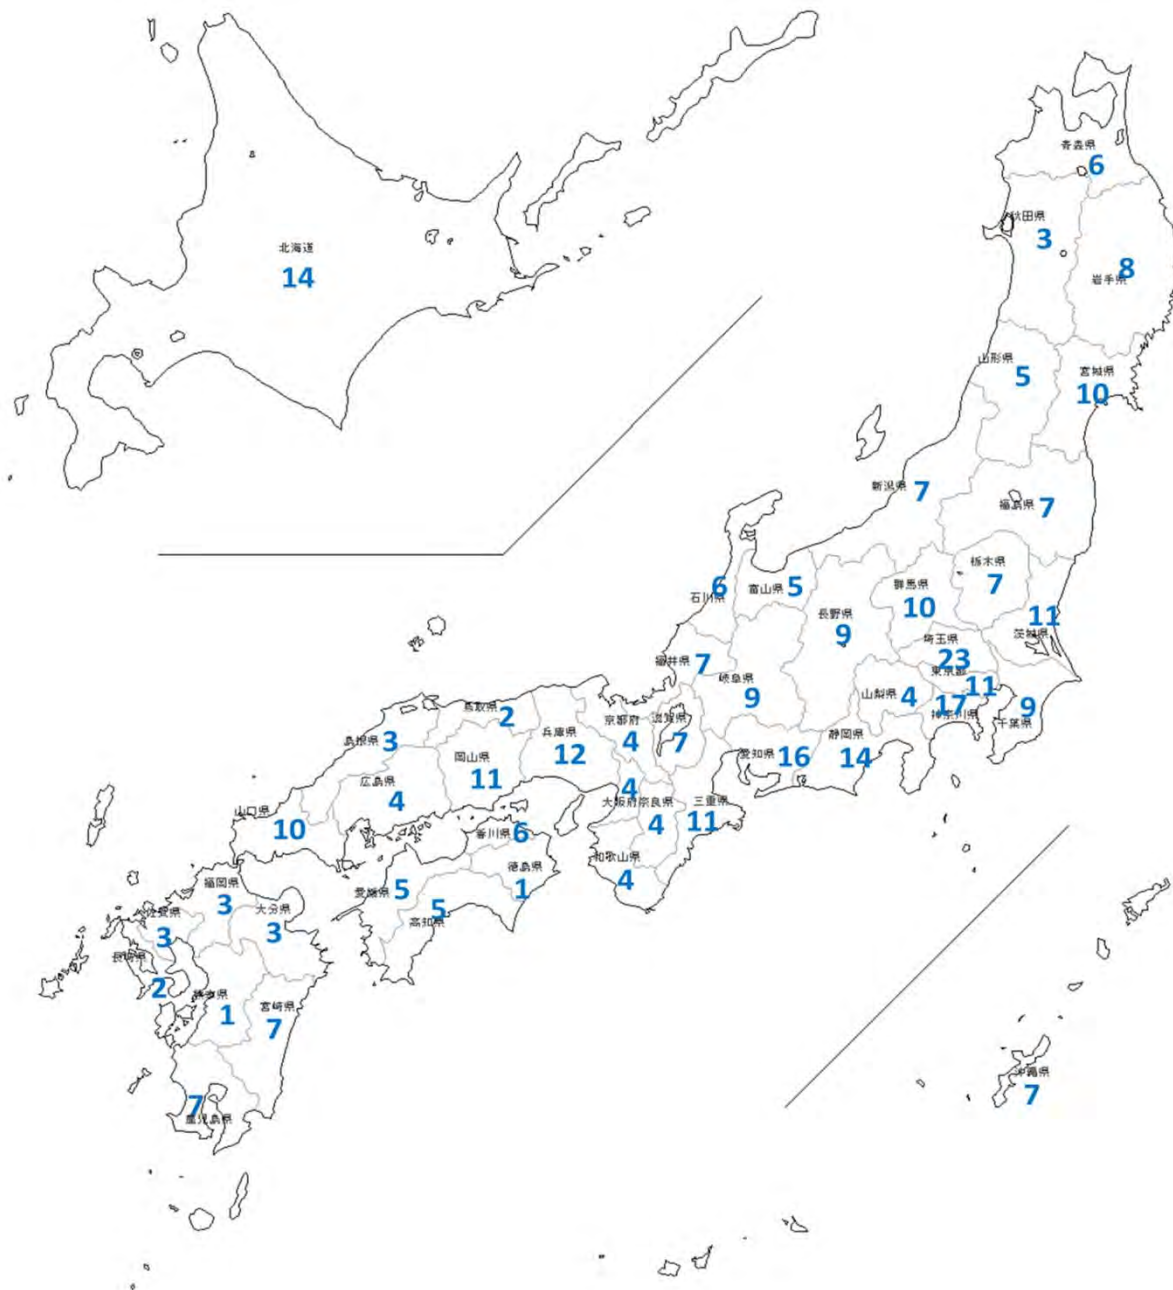 青森県
6
秋田県
3
8
岩手県
北海道
14
山形県
5
宮城県
10
新潟県
7
福島県
7
栃木県
7
群馬県
10
石川県
6
富山県
5
長野県
9
茨城県
11
埼玉県
23
東京都
11
福井県
7
岐阜県
9
山梨県
4
17
神奈川県
9
千葉県
鳥取県
2
京都府
4
滋賀県
7
島根県
3
兵庫県
12
岡山県
11
愛知県
16
静岡県
14
広島県
4
4
大阪府
奈良県
4
三重県
11
山口県
10
香川県
6
和歌山県
4
徳島県
1
愛媛県
5
5
高知県
福岡県
3
大分県
3
佐賀県
3
長崎県
2
熊本県
1
宮崎県
7
7
鹿児島県
沖縄県
7